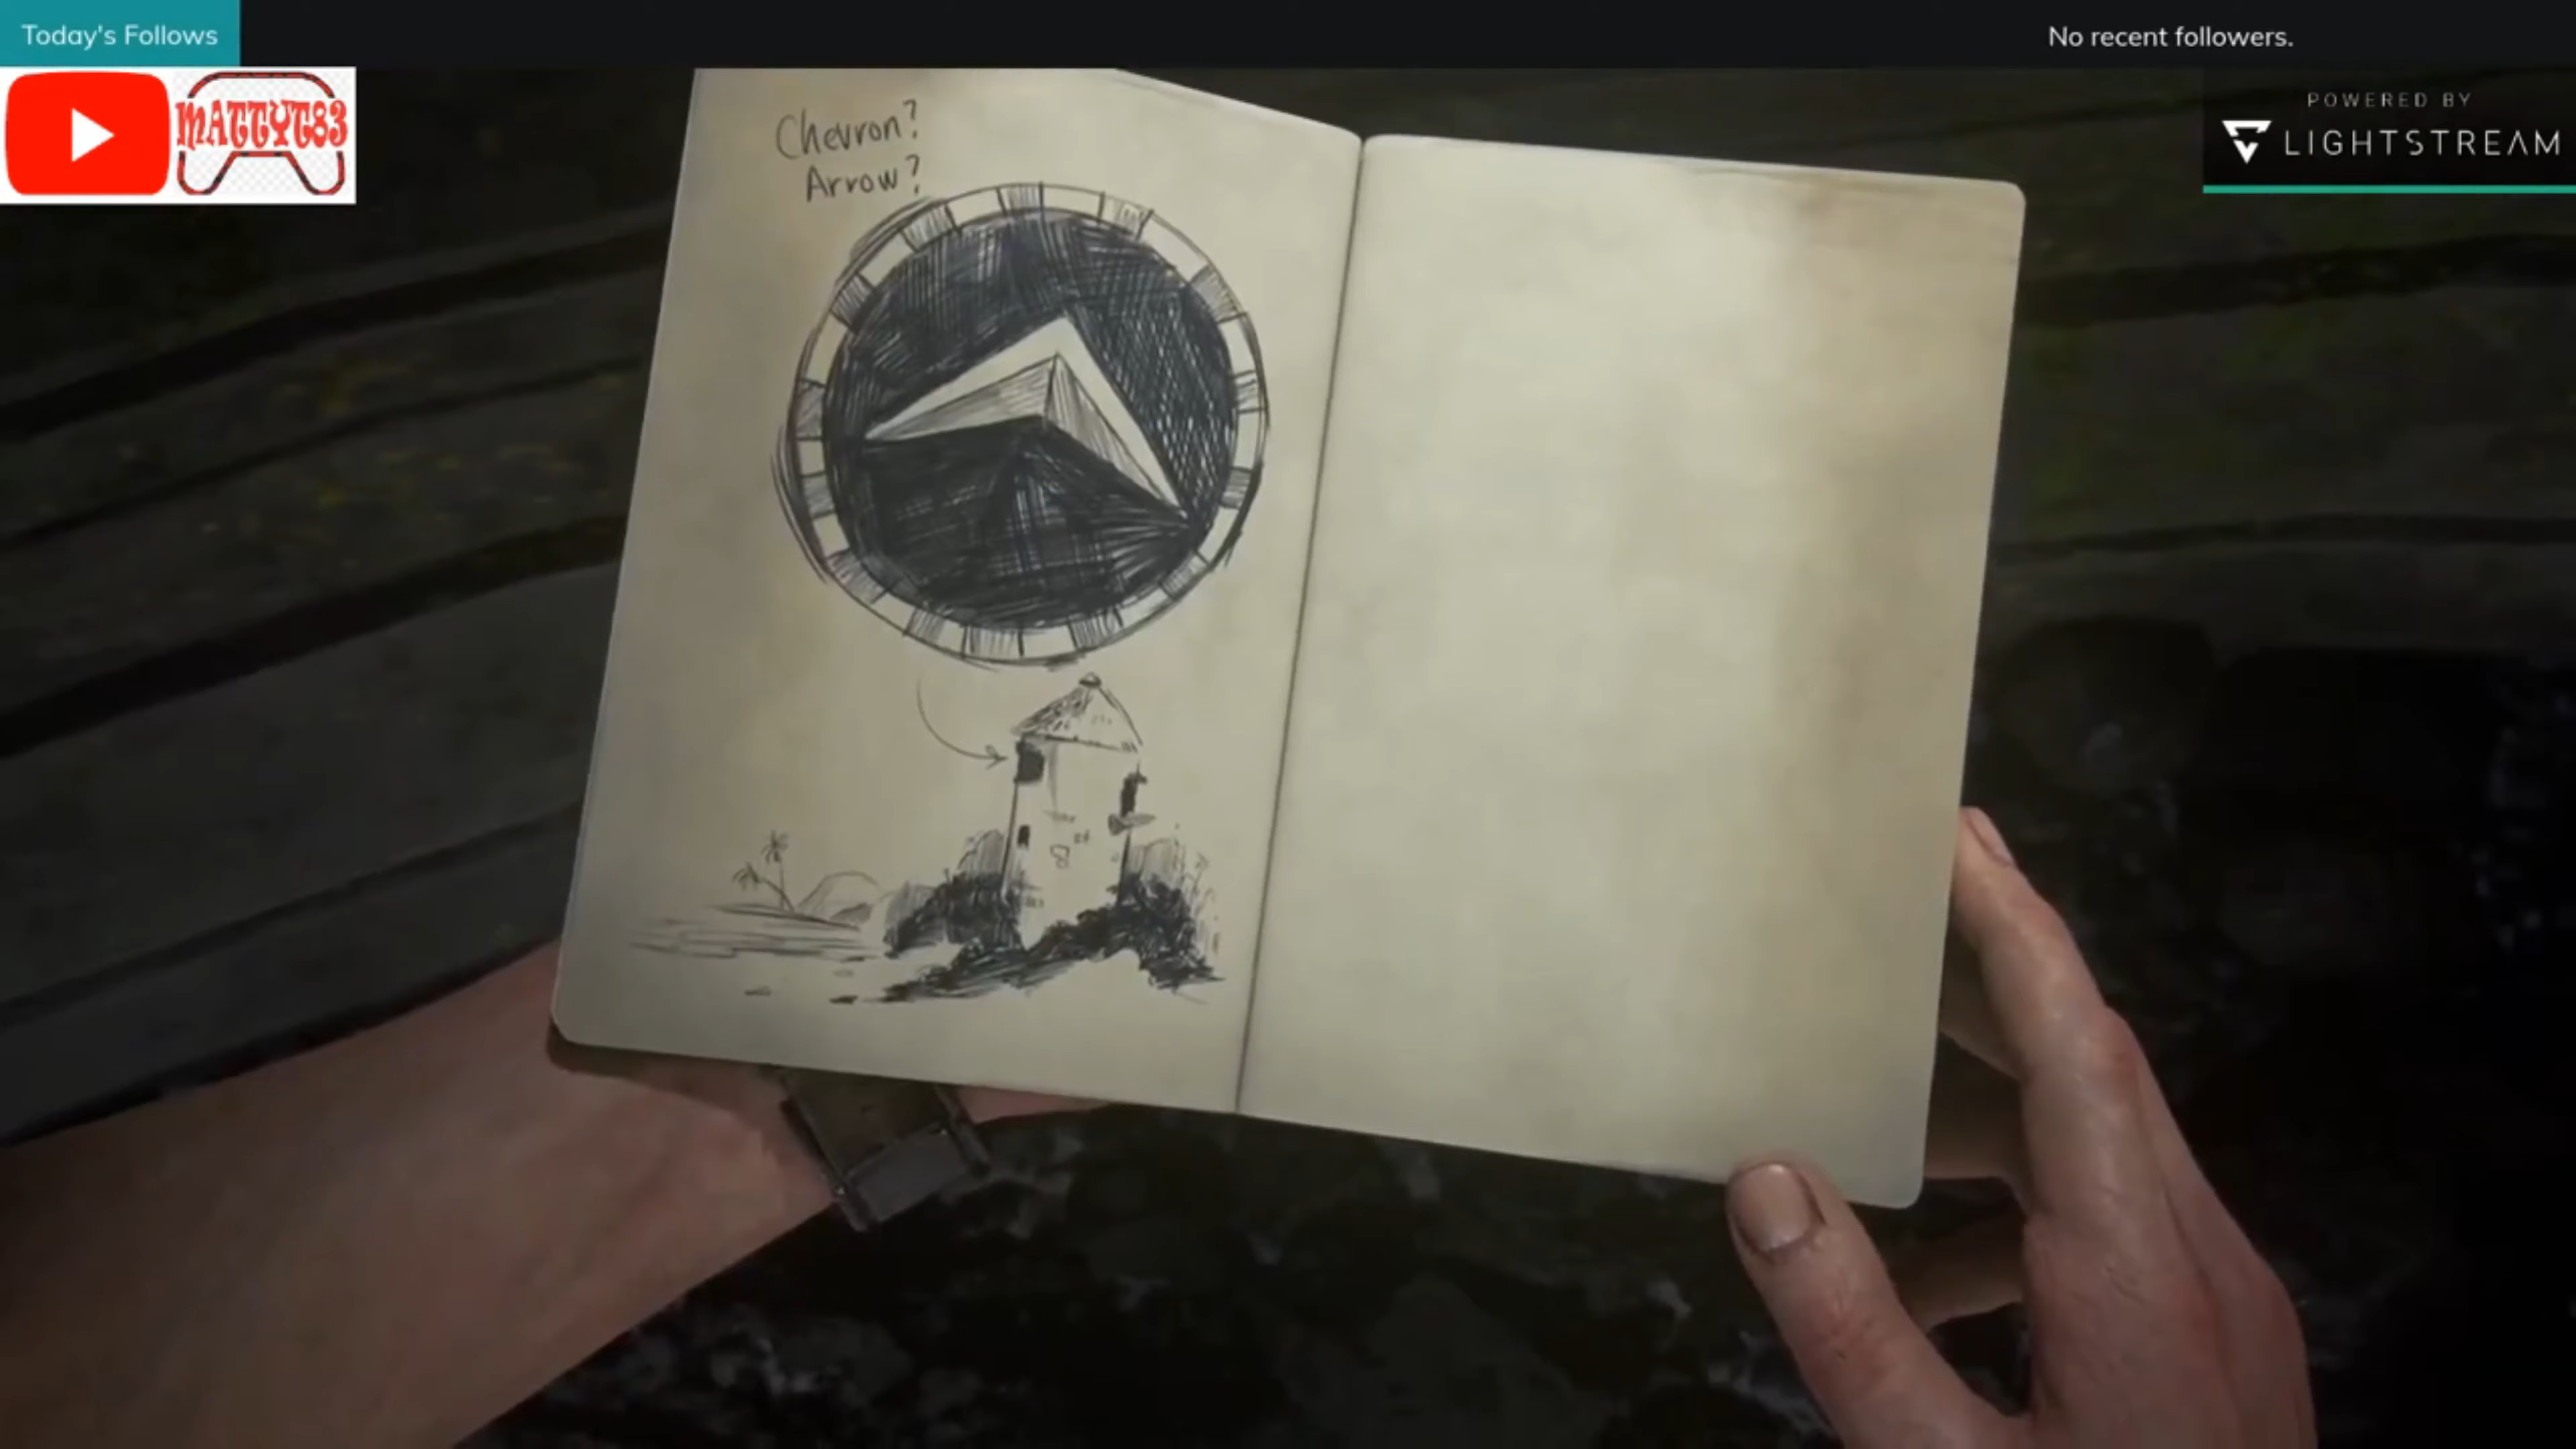 Today's Follows
No recent followers.
MATTYT83
POWERED BY
LIGHTSTREAM
Chevron?
Arrow?